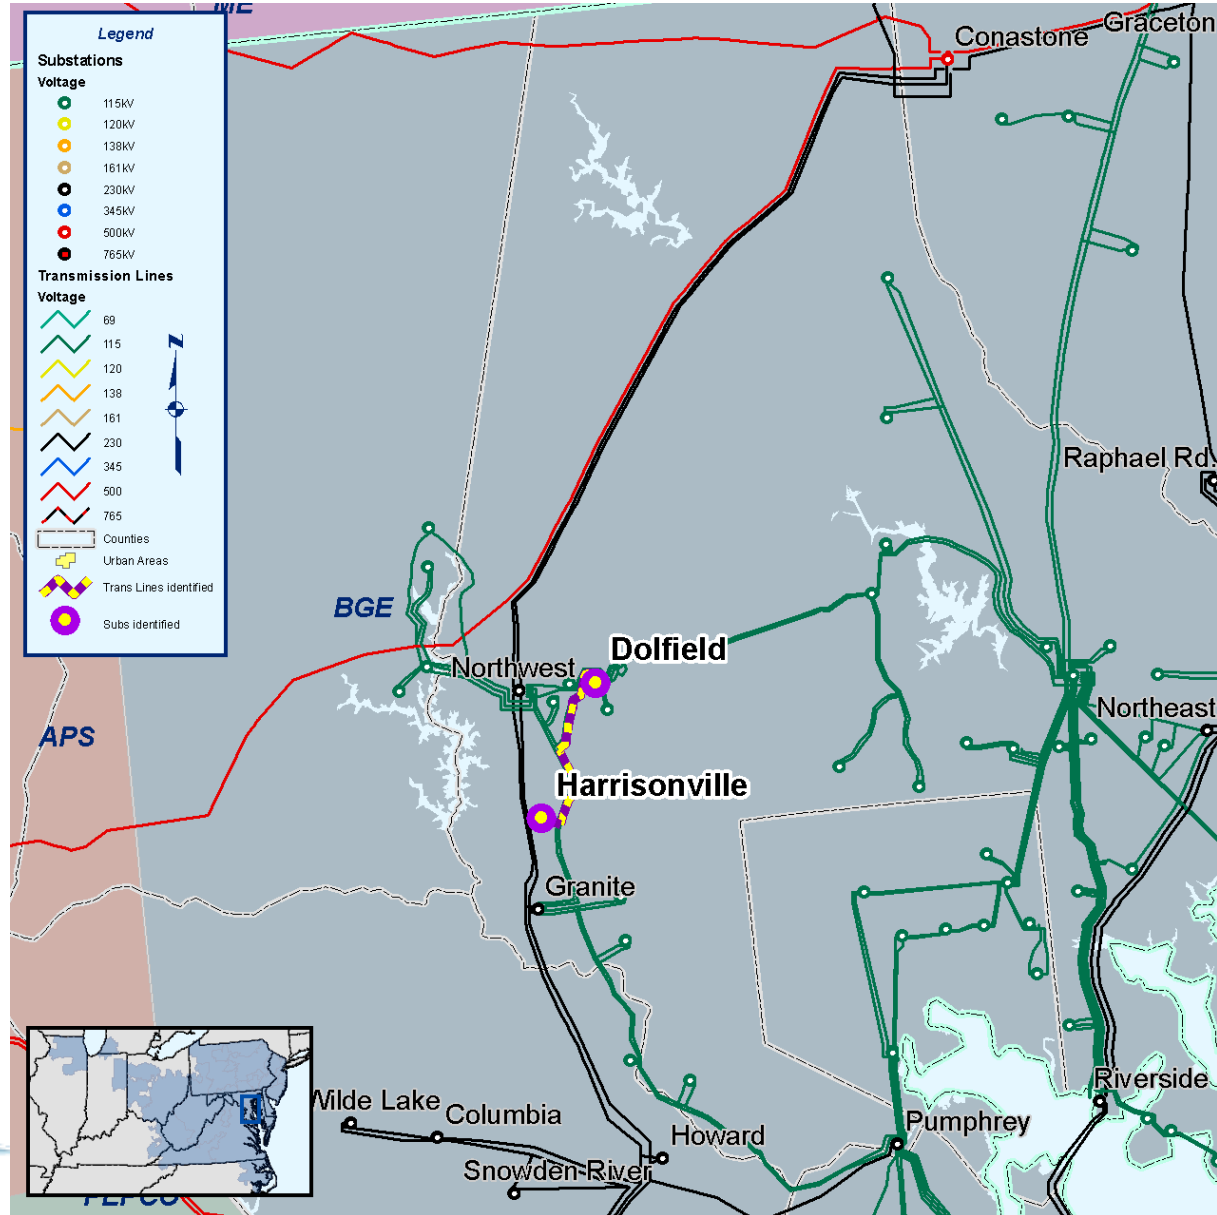 ME
Legend
Substations
Voltage
115kV
120kV
138kV
161kV
230kV
345kV
500kV
765kV
Transmission Lines
Voltage
69
115
120
138
161
230
345
500
765
Counties
Urban Areas
Trans Lines identified
Subs identified
N
Conastone
Graceton
Raphael Rd.
BGE
Dolfield
Northwest
Northeast
APS
Harrisonville
Granite
Wilde Lake
Columbia
Howard
Snowden River
Pumphrey
Riverside
PEPCO